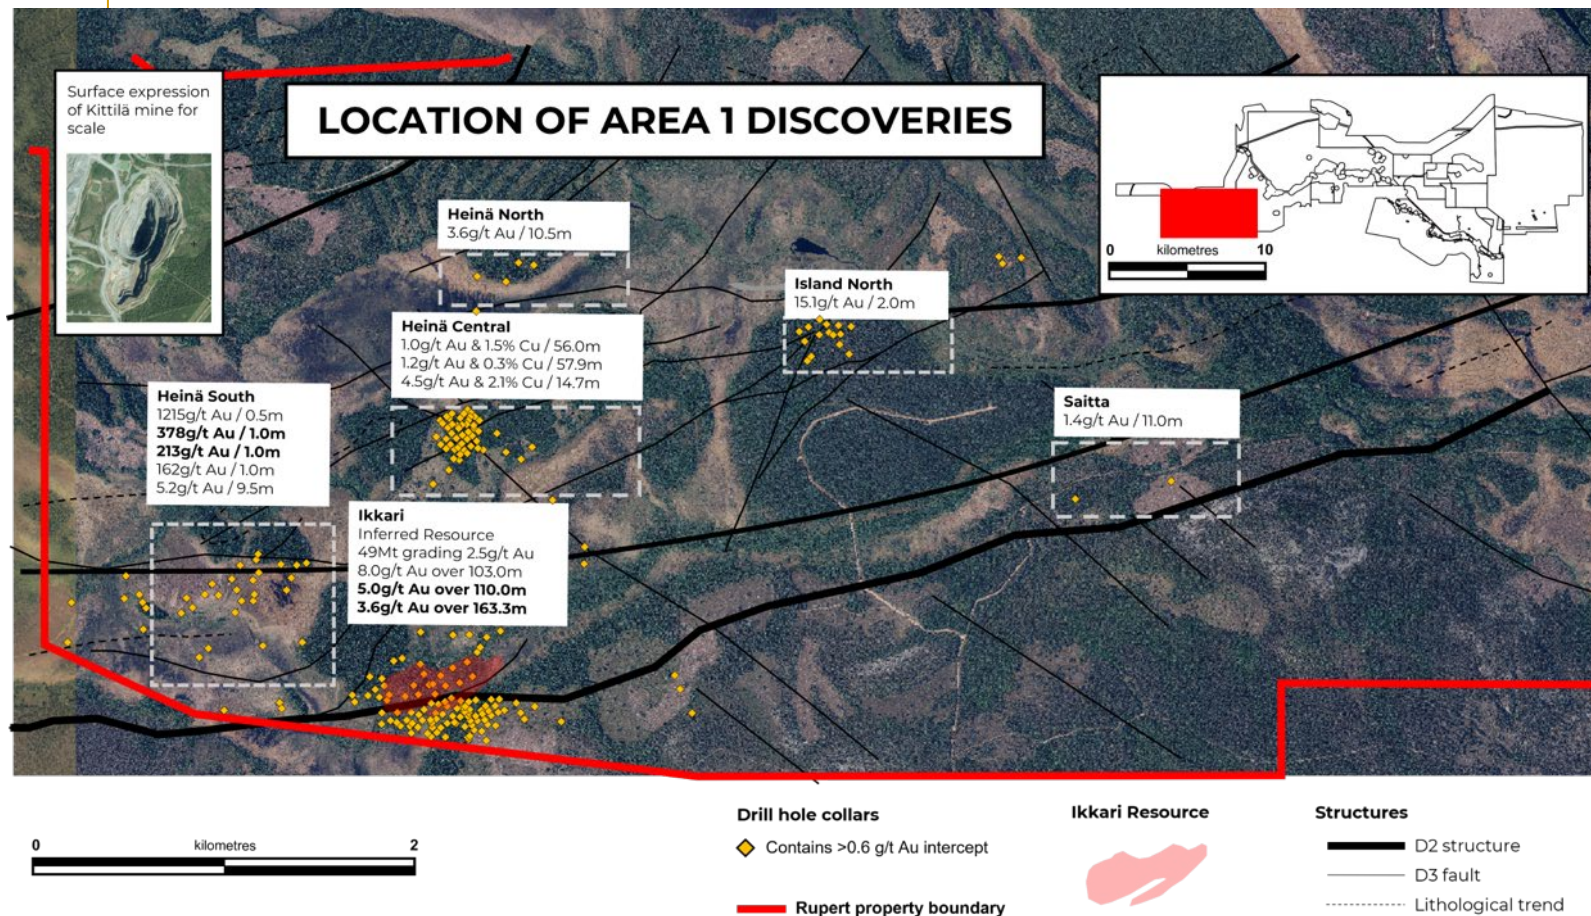 Surface expression
of Kittilä mine for
scale
LOCATION OF AREA 1 DISCOVERIES
0 kilometres 10
Heinä North
3.6g/t Au / 10.5m
Island North
15.1g/t Au / 2.0m
Heinä Central
1.0g/t Au & 1.5% Cu / 56.0m
1.2g/t Au & 0.3% Cu / 57.9m
4.5g/t Au & 2.1% Cu / 14.7m
Heinä South
1215g/t Au / 0.5m
378g/t Au / 1.0m
213g/t Au / 1.0m
162g/t Au / 1.0m
5.2g/t Au / 9.5m
Saitta
1.4g/t Au / 11.0m
Ikkari
Inferred Resource
49Mt grading 2.5g/t Au
8.0g/t Au over 103.0m
5.0g/t Au over 110.0m
3.6g/t Au over 163.3m
0 kilometres 2
Drill hole collars
Contains >0.6 g/t Au intercept
Rupert property boundary
Ikkari Resource
Structures
D2 structure
D3 fault
Lithological trend